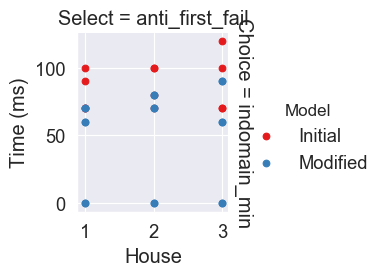 Select = anti_first_fail
Choice = indomain_min
Time (ms)
100
50
0
1 2 3
House
Model
Initial
Modified